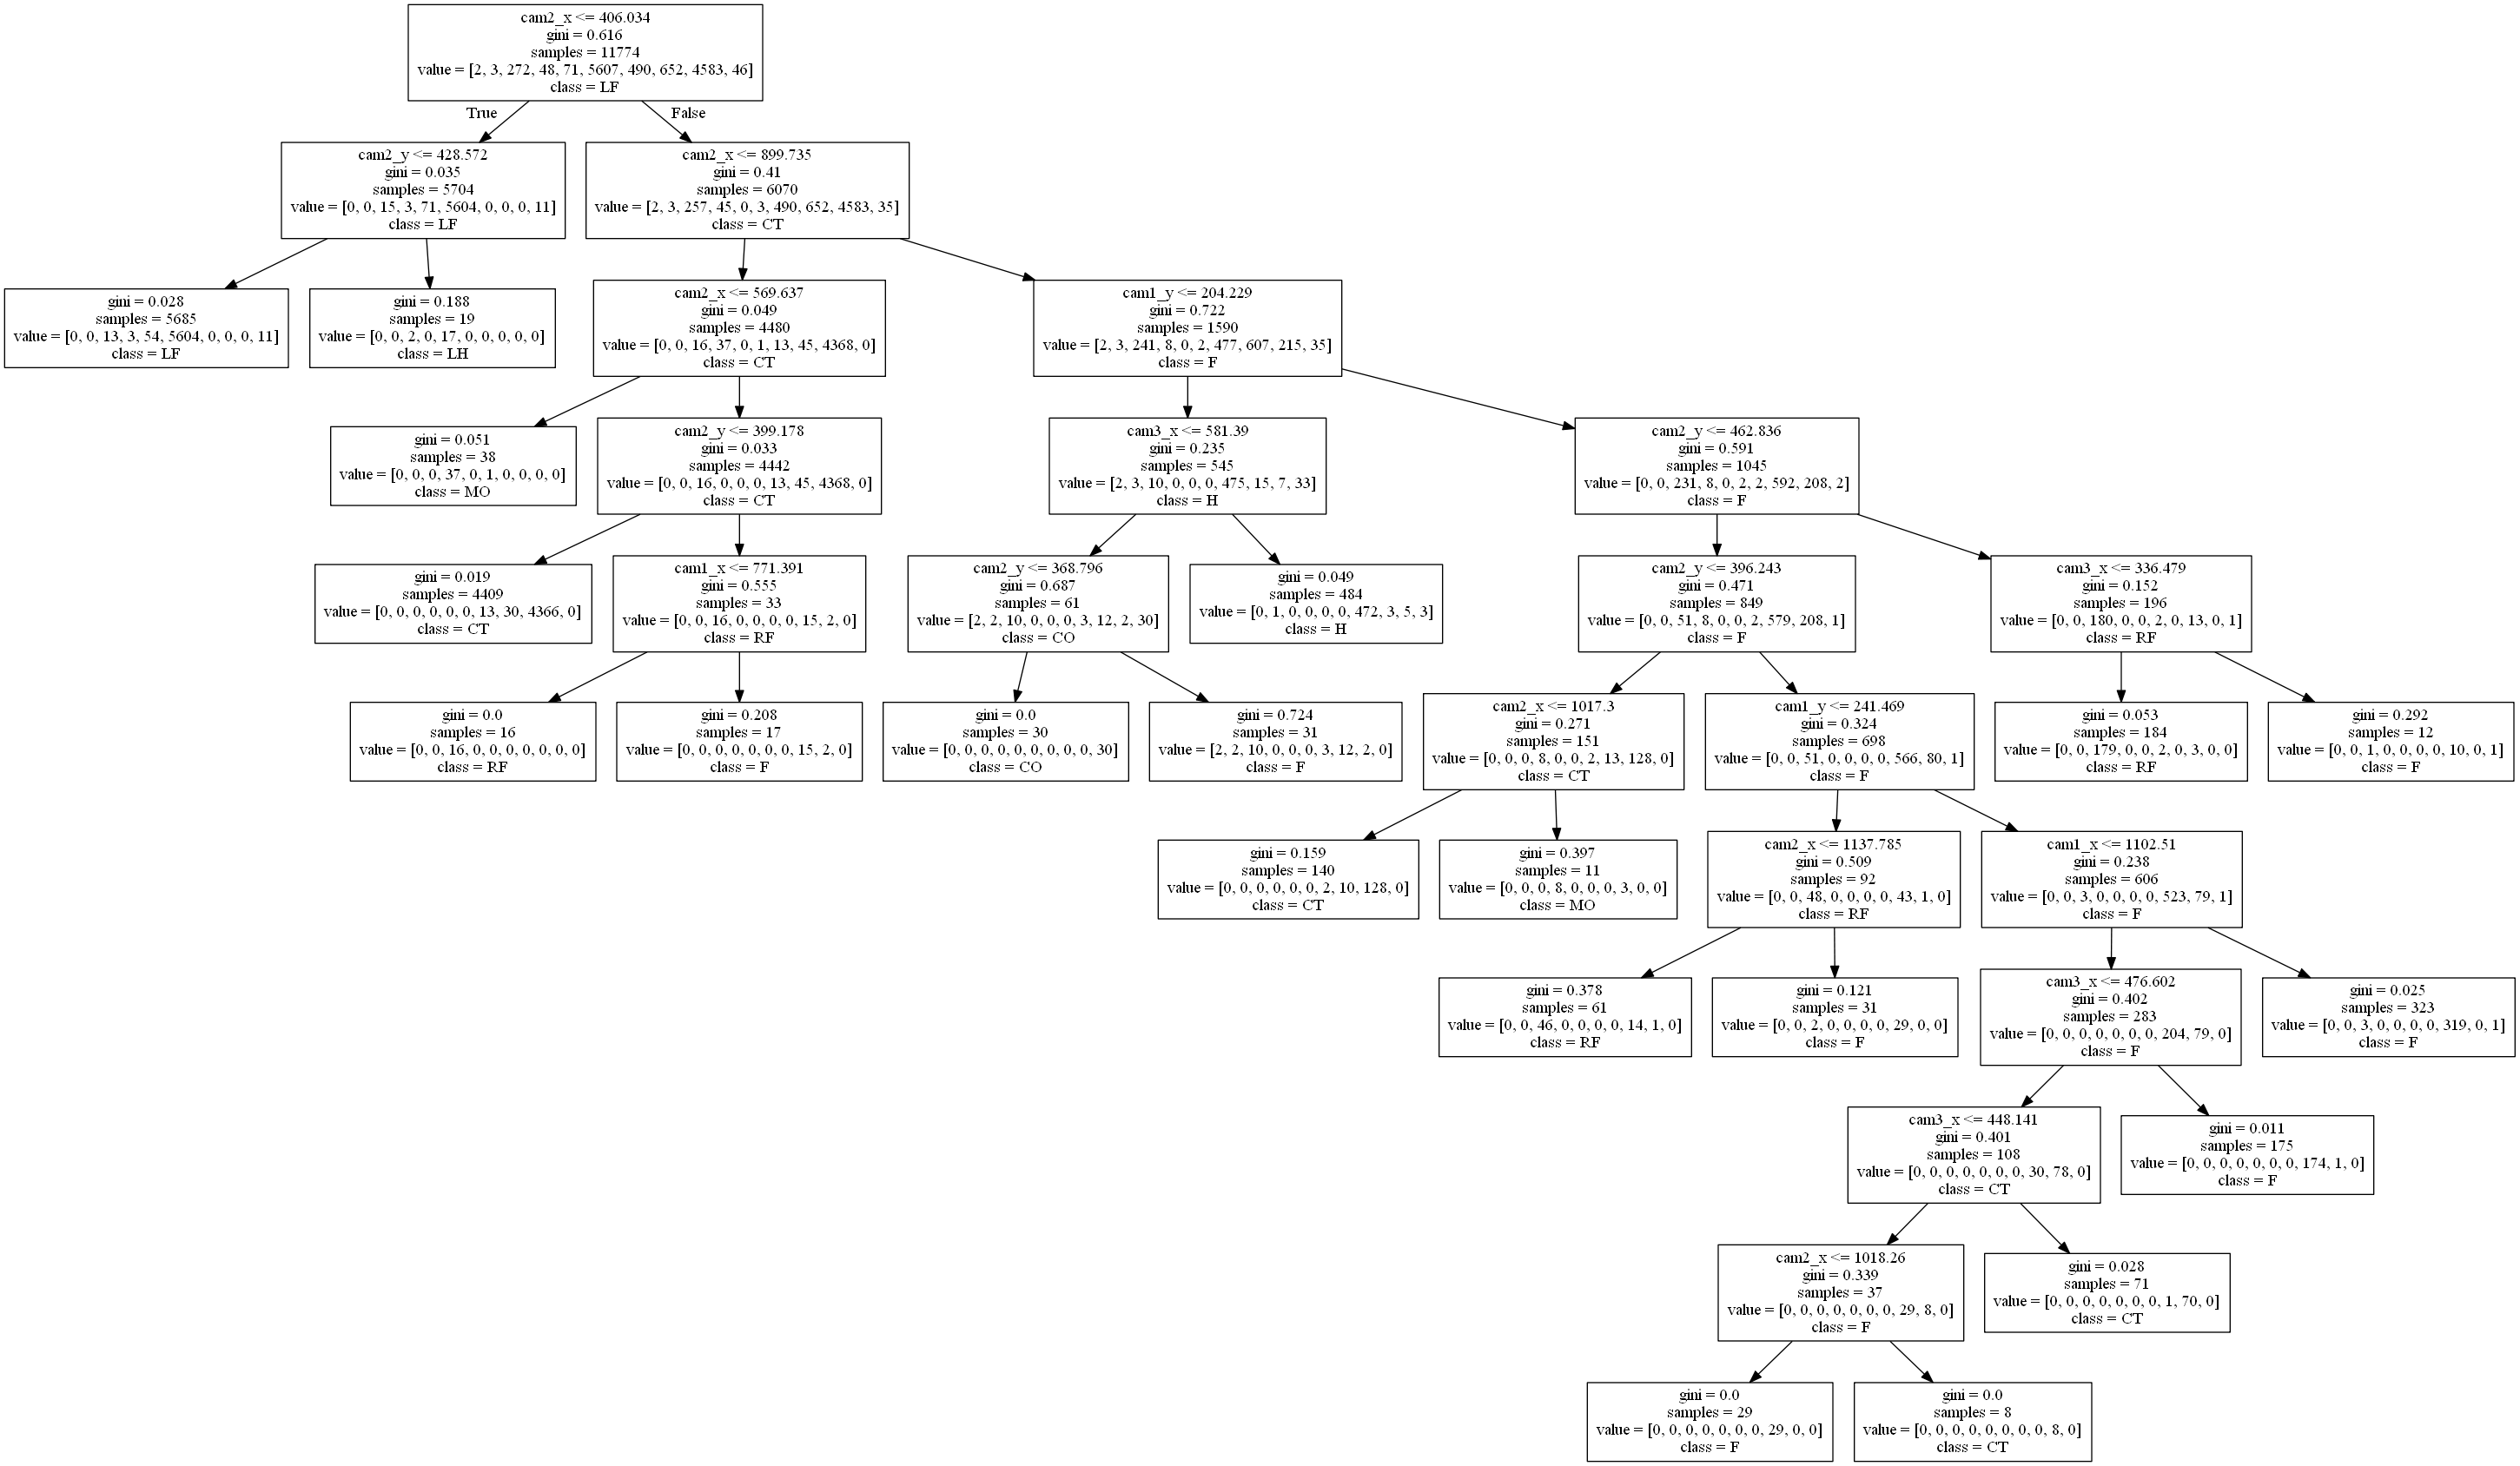 cam2_x <= 406.034
gini = 0.616
samples = 11774
value = [2, 3, 272, 48, 71, 5607, 490, 652, 4583, 46]
class = LF
True
False
cam2_y <= 428.572
gini = 0.035
samples = 5704
value = [0, 0, 15, 3, 71, 5604, 0, 0, 0, 11]
class = LF
cam2_x <= 899.735
gini = 0.41
samples = 6070
value = [2, 3, 257, 45, 0, 3, 490, 652, 4583, 35]
class = CT
gini = 0.028
samples = 5685
value = [0, 0, 13, 3, 54, 5604, 0, 0, 0, 11]
class = LF
gini = 0.188
samples = 19
value = [0, 0, 2, 0, 17, 0, 0, 0, 0, 0]
class = LH
cam2_x <= 569.637
gini = 0.049
samples = 4480
value = [0, 0, 16, 37, 0, 1, 13, 45, 4368, 0]
class = CT
cam1_y <= 204.229
gini = 0.722
samples = 1590
value = [2, 3, 241, 8, 0, 2, 477, 607, 215, 35]
class = F
gini = 0.051
samples = 38
value = [0, 0, 0, 37, 0, 1, 0, 0, 0, 0]
class = MO
cam2_y <= 399.178
gini = 0.033
samples = 4442
value = [0, 0, 16, 0, 0, 0, 13, 45, 4368, 0]
class = CT
cam3_x <= 581.39
gini = 0.235
samples = 545
value = [2, 3, 10, 0, 0, 0, 475, 15, 7, 33]
class = H
cam2_y <= 462.836
gini = 0.591
samples = 1045
value = [0, 0, 231, 8, 0, 2, 2, 592, 208, 2]
class = F
gini = 0.019
samples = 4409
value = [0, 0, 0, 0, 0, 0, 13, 30, 4366, 0]
class = CT
cam1_x <= 771.391
gini = 0.555
samples = 33
value = [0, 0, 16, 0, 0, 0, 0, 15, 2, 0]
class = RF
cam2_y <= 368.796
gini = 0.687
samples = 61
value = [2, 2, 10, 0, 0, 0, 3, 12, 2, 30]
class = CO
gini = 0.049
samples = 484
value = [0, 1, 0, 0, 0, 0, 472, 3, 5, 3]
class = H
cam2_y <= 396.243
gini = 0.471
samples = 849
value = [0, 0, 51, 8, 0, 0, 2, 579, 208, 1]
class = F
cam3_x <= 336.479
gini = 0.152
samples = 196
value = [0, 0, 180, 0, 0, 2, 0, 13, 0, 1]
class = RF
gini = 0.0
samples = 16
value = [0, 0, 16, 0, 0, 0, 0, 0, 0, 0]
class = RF
gini = 0.208
samples = 17
value = [0, 0, 0, 0, 0, 0, 0, 15, 2, 0]
class = F
gini = 0.0
samples = 30
value = [0, 0, 0, 0, 0, 0, 0, 0, 0, 30]
class = CO
gini = 0.724
samples = 31
value = [2, 2, 10, 0, 0, 0, 3, 12, 2, 0]
class = F
cam2_x <= 1017.3
gini = 0.271
samples = 151
value = [0, 0, 0, 8, 0, 0, 2, 13, 128, 0]
class = CT
cam1_y <= 241.469
gini = 0.324
samples = 698
value = [0, 0, 51, 0, 0, 0, 0, 566, 80, 1]
class = F
gini = 0.053
samples = 184
value = [0, 0, 179, 0, 0, 2, 0, 3, 0, 0]
class = RF
gini = 0.292
samples = 12
value = [0, 0, 1, 0, 0, 0, 0, 10, 0, 1]
class = F
gini = 0.159
samples = 140
value = [0, 0, 0, 0, 0, 0, 2, 10, 128, 0]
class = CT
gini = 0.397
samples = 11
value = [0, 0, 0, 8, 0, 0, 0, 3, 0, 0]
class = MO
cam2_x <= 1137.785
gini = 0.509
samples = 92
value = [0, 0, 48, 0, 0, 0, 0, 43, 1, 0]
class = RF
cam1_x <= 1102.51
gini = 0.238
samples = 606
value = [0, 0, 3, 0, 0, 0, 0, 523, 79, 1]
class = F
gini = 0.378
samples = 61
value = [0, 0, 46, 0, 0, 0, 0, 14, 1, 0]
class = RF
gini = 0.121
samples = 31
value = [0, 0, 2, 0, 0, 0, 0, 29, 0, 0]
class = F
cam3_x <= 476.602
gini = 0.402
samples = 283
value = [0, 0, 0, 0, 0, 0, 0, 204, 79, 0]
class = F
gini = 0.025
samples = 323
value = [0, 0, 3, 0, 0, 0, 0, 319, 0, 1]
class = F
cam3_x <= 448.141
gini = 0.401
samples = 108
value = [0, 0, 0, 0, 0, 0, 0, 30, 78, 0]
class = CT
gini = 0.011
samples = 175
value = [0, 0, 0, 0, 0, 0, 0, 174, 1, 0]
class = F
cam2_x <= 1018.26
gini = 0.339
samples = 37
value = [0, 0, 0, 0, 0, 0, 0, 29, 8, 0]
class = F
gini = 0.028
samples = 71
value = [0, 0, 0, 0, 0, 0, 0, 1, 70, 0]
class = CT
gini = 0.0
samples = 29
value = [0, 0, 0, 0, 0, 0, 0, 29, 0, 0]
class = F
gini = 0.0
samples = 8
value = [0, 0, 0, 0, 0, 0, 0, 0, 8, 0]
class = CT